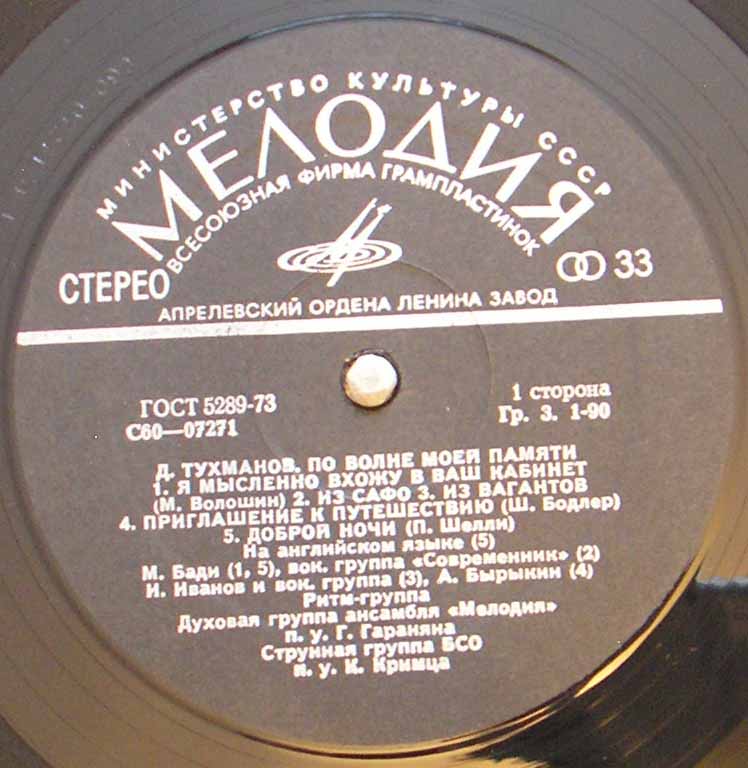 МИНИСТЕРСТВО КУЛЬТУРЫ СССР
МЕЛОДИЯ
ВСЕСОЮЗНАЯ ФИРМА ГРАМПЛАСТИНОК
СТЕРЕО
33
АПРЕЛЕВСКИЙ ОРДЕНА ЛЕНИНА ЗАВОД
ГОСТ 5289-73
1 сторона
С60—07271
Гр. 3. 1-90
Д. ТУХМАНОВ. ПО ВОЛНЕ МОЕЙ ПАМЯТИ
1. Я МЫСЛЕННО ВХОЖУ В ВАШ КАБИНЕТ
(М. Волошин) 2. ИЗ САФО 3. ИЗ ВАГАНТОВ
4. ПРИГЛАШЕНИЕ К ПУТЕШЕСТВИЮ (Ш. Бодлер)
5. ДОБРОЙ НОЧИ (П. Шелли)
На английском языке (5)
М. Бади (1, 5), вок. группа «Современник» (2)
И. Иванов и вок. группа (3), А. Бырыкин (4)
Ритм-группа
Духовая группа ансамбля «Мелодия»
п. у. Г. Гараняна
Струнная группа БСО
п. у. К. Кримца